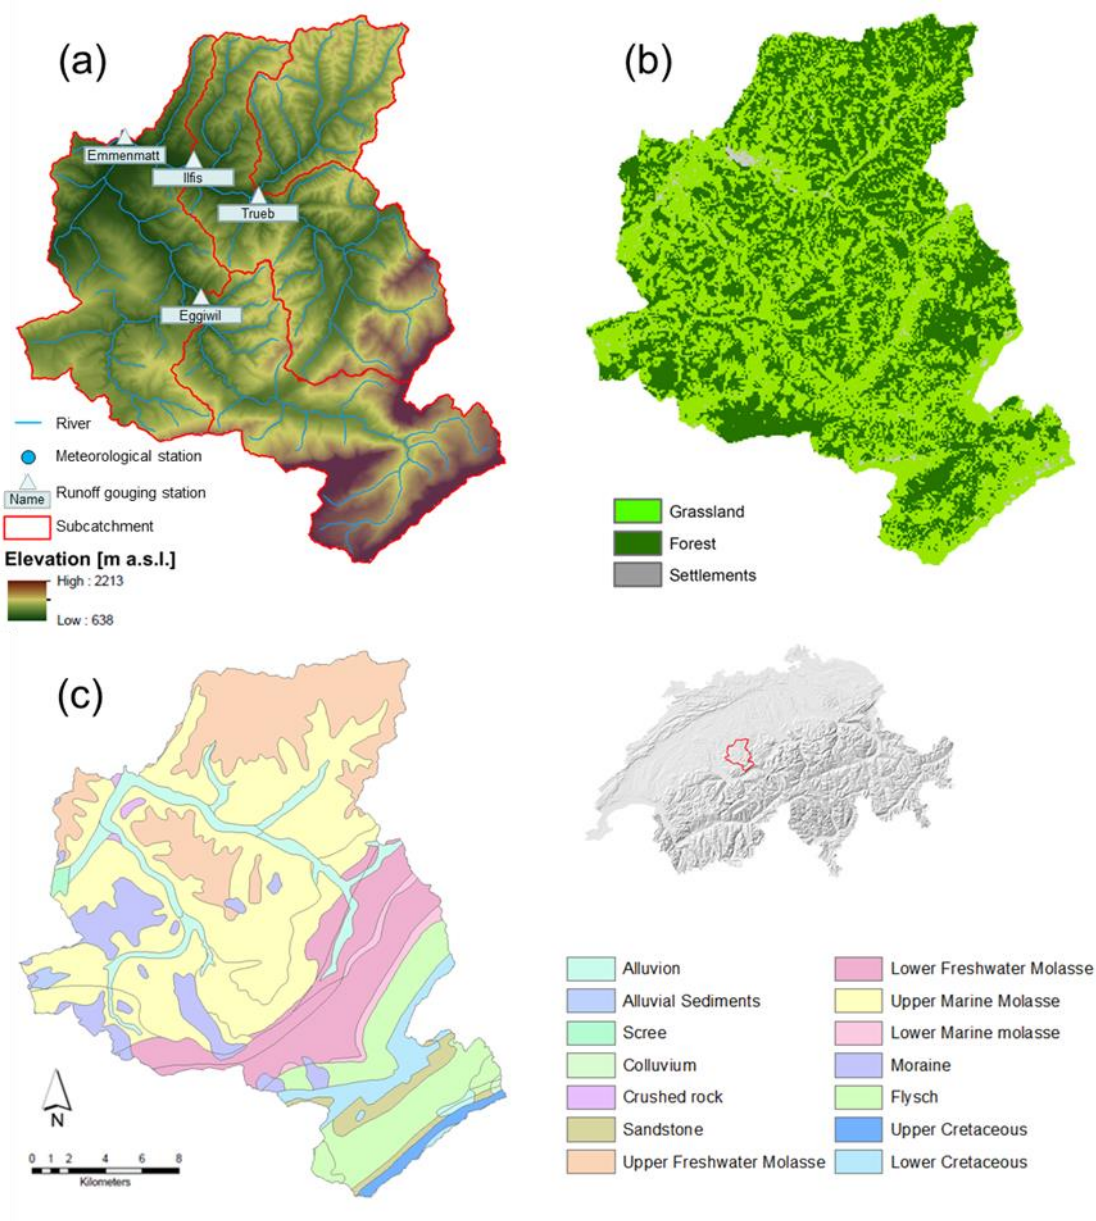 (a)
Emmenmatt
Ilfis
Trueb
Eggiwil
River
Meteorological station
Name
Runoff gouging station
Subcatchment
Elevation [m a.s.l.]
High : 2213
Low : 638
(b)
Grassland
Forest
Settlements
(c)
N
0 1 2 4 6 8
Kilometers
Alluvion
Alluvial Sediments
Scree
Colluvium
Crushed rock
Sandstone
Upper Freshwater Molasse
Lower Freshwater Molasse
Upper Marine Molasse
Lower Marine molasse
Moraine
Flysch
Upper Cretaceous
Lower Cretaceous